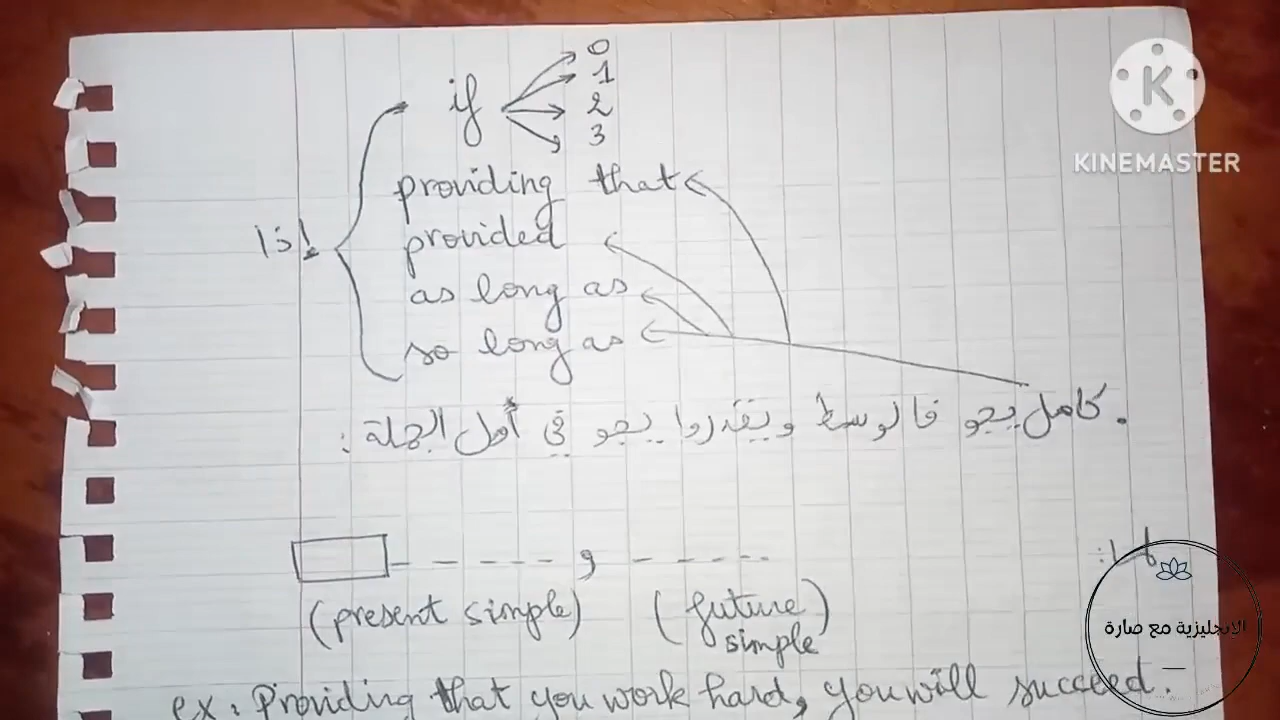 if 0
1
2
3
KINEMASTER
providing that
إذا
provided
as long as
so long as
. كامل يجو فالوسط ويقدروا يجو في أول الجملة :
, 
(present simple) (future simple)
الانجليزية مع صارة
ex: Providing that you work hard, you will succeed.